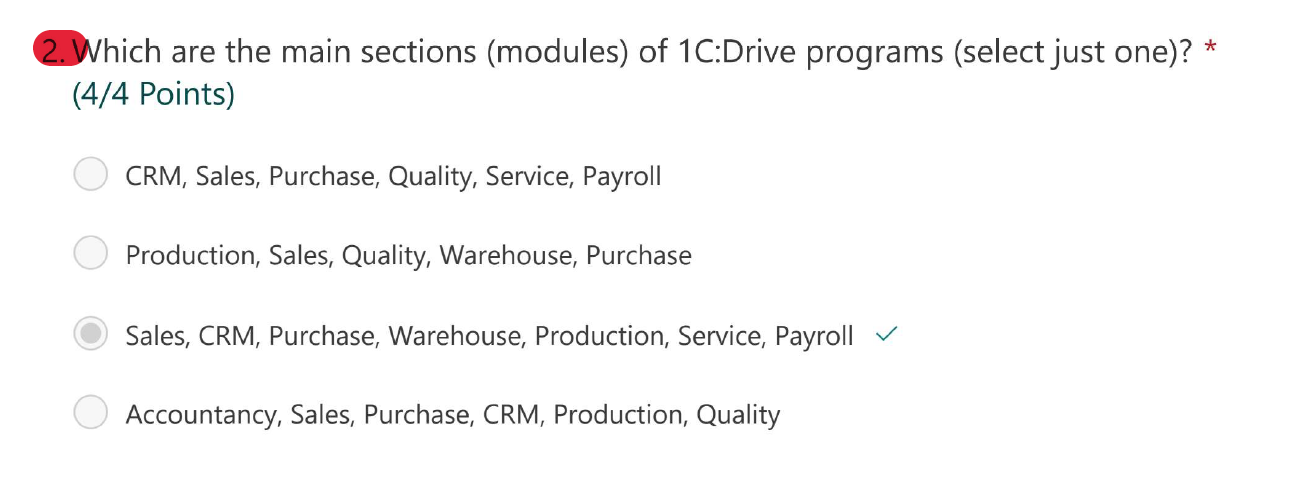 2. Which are the main sections (modules) of 1C:Drive programs (select just one)? *
(4/4 Points)
CRM, Sales, Purchase, Quality, Service, Payroll
Production, Sales, Quality, Warehouse, Purchase
Sales, CRM, Purchase, Warehouse, Production, Service, Payroll
Accountancy, Sales, Purchase, CRM, Production, Quality